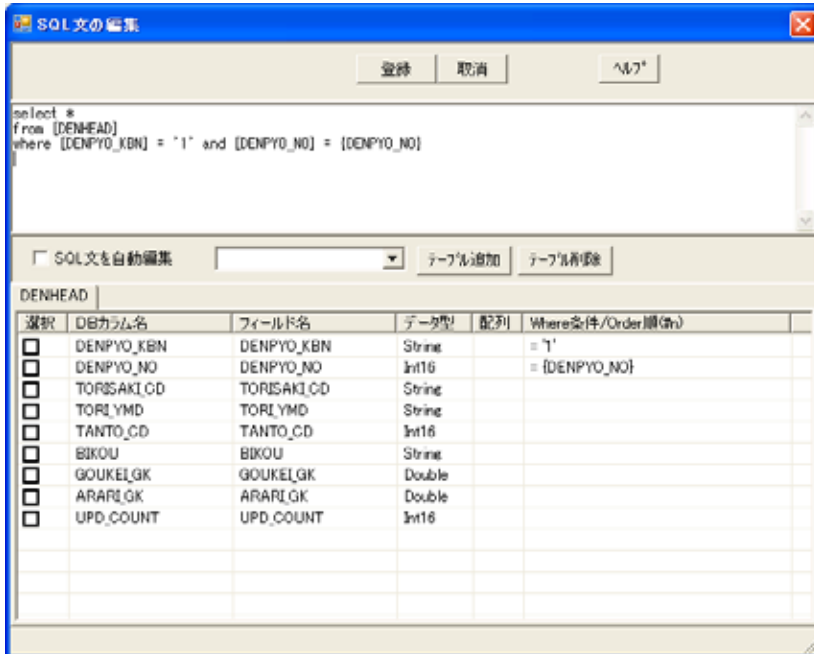 SQL文の編集
登録 取消 ヘルプ
select *
from [DENHEAD]
where [DENPYO_KBN] = '1' and [DENPYO_NO] = {DENPYO_NO}
SQL文を自動編集 テーブル追加 テーブル削除
DENHEAD
選択 DBカラム名 フィールド名 データ型 配列 Where条件/Order順(#n)
DENPYO_KBN DENPYO_KBN String = '1'
DENPYO_NO DENPYO_NO Int16 = {DENPYO_NO}
TORISAKI_CD TORISAKI_CD String
TORI_YMD TORI_YMD String
TANTO_CD TANTO_CD Int16
BIKOU BIKOU String
GOUKEI_GK GOUKEI_GK Double
ARARI_GK ARARI_GK Double
UPD_COUNT UPD_COUNT Int16